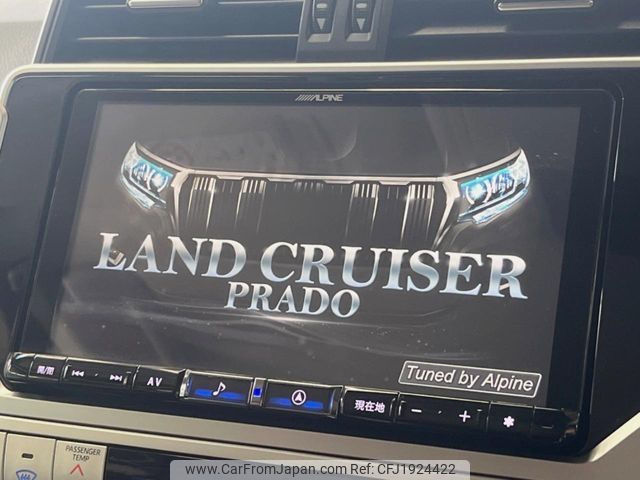 ALPINE
LAND CRUISER
PRADO
Tuned by Alpine
開/閉
AV
現在地
PASSENGER
TEMP
www.CarFromJapan.com | Ref No: CFJ1924422